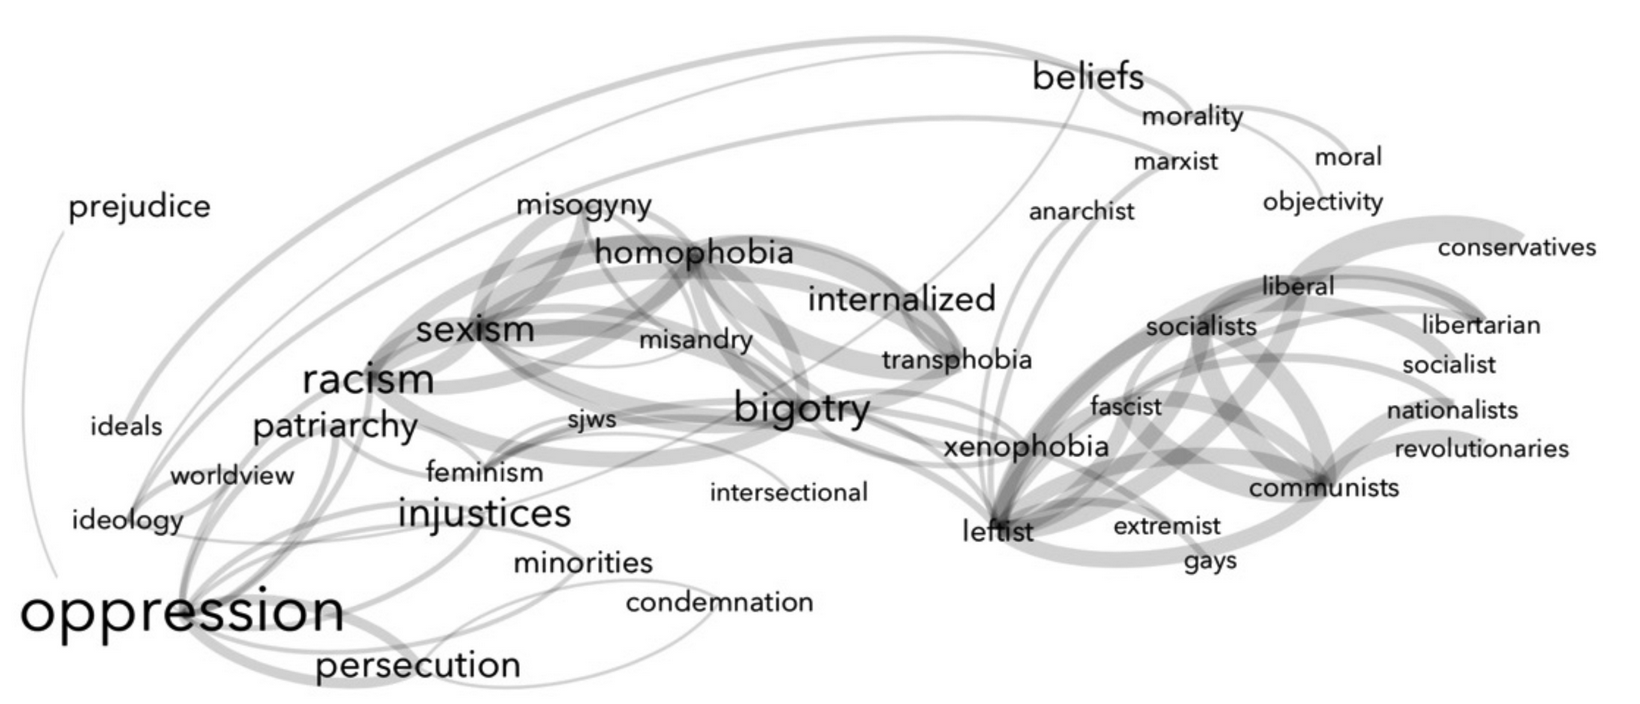 beliefs
morality
marxist
moral
prejudice
misogyny
anarchist
objectivity
homophobia
conservatives
internalized
liberal
sexism
misandry
socialists
libertarian
transphobia
socialist
racism
bigotry
fascist
nationalists
ideals
patriarchy
sjws
xenophobia
revolutionaries
worldview
feminism
intersectional
communists
ideology
injustices
leftist
extremist
minorities
gays
oppression
condemnation
persecution